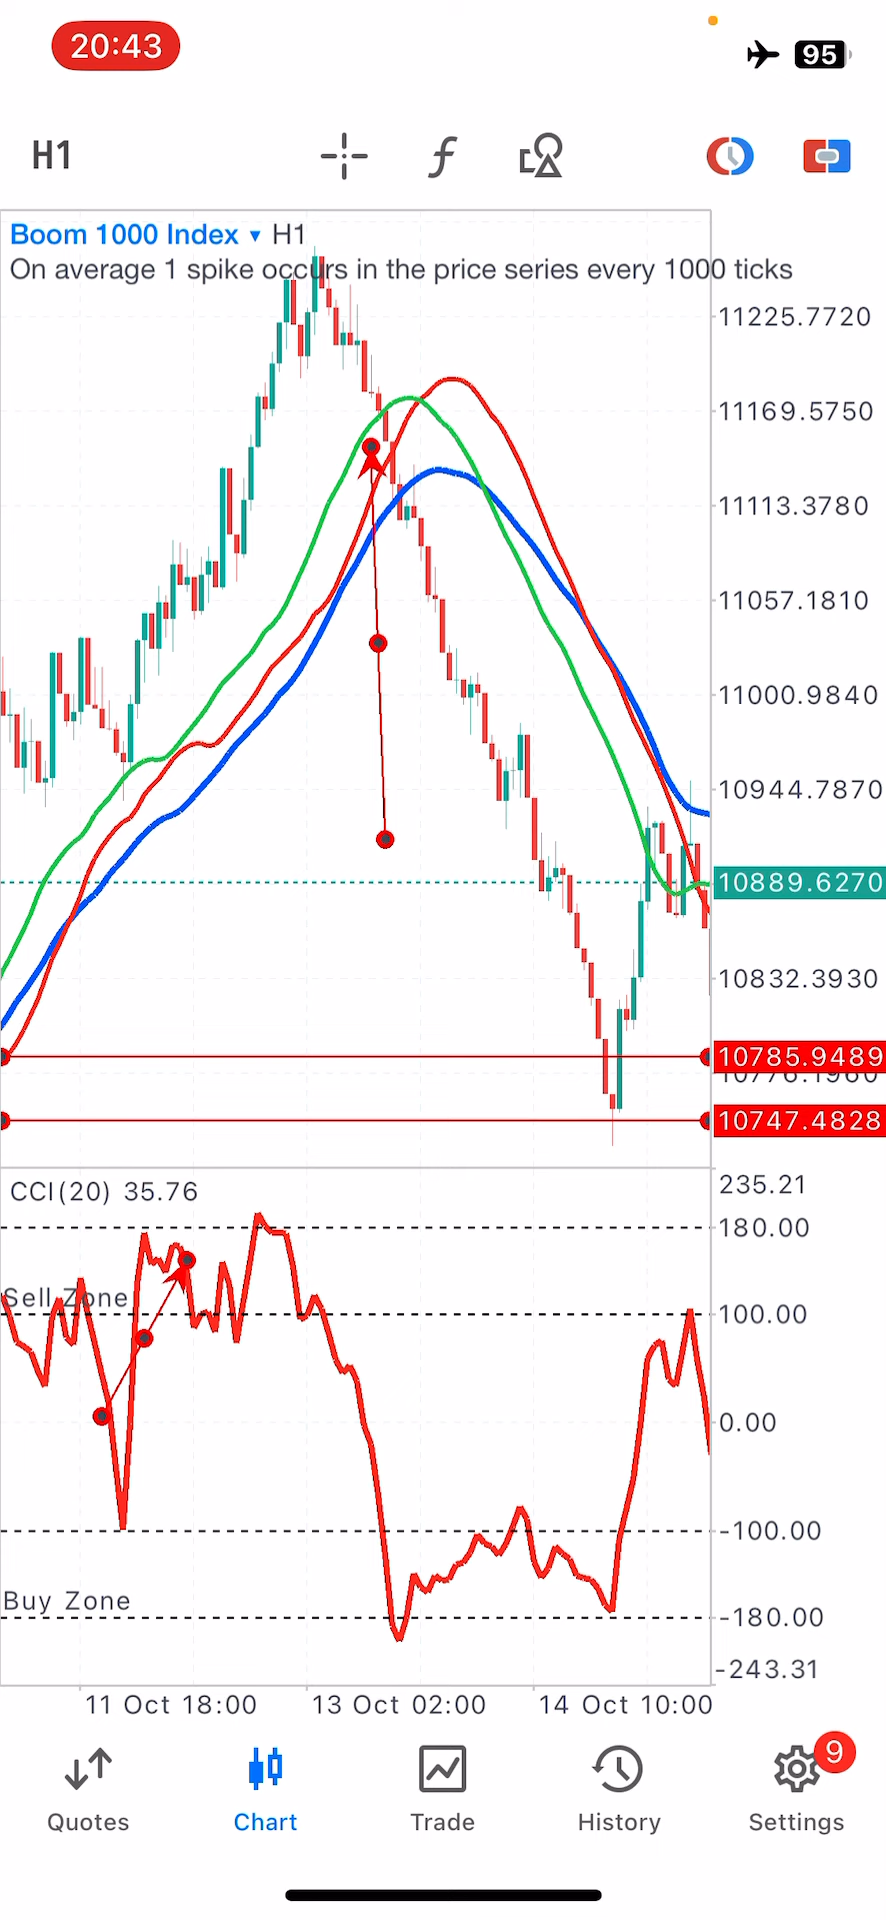 20:43
95
H1
Boom 1000 Index ▾ H1
On average 1 spike occurs in the price series every 1000 ticks
11225.7720
11169.5750
11113.3780
11057.1810
11000.9840
10944.7870
10889.6270
10832.3930
10785.9489
10776.1960
10747.4828
CCI(20) 35.76
235.21
180.00
Sell Zone
100.00
0.00
-100.00
Buy Zone
-180.00
-243.31
11 Oct 18:00
13 Oct 02:00
14 Oct 10:00
9
Quotes
Chart
Trade
History
Settings